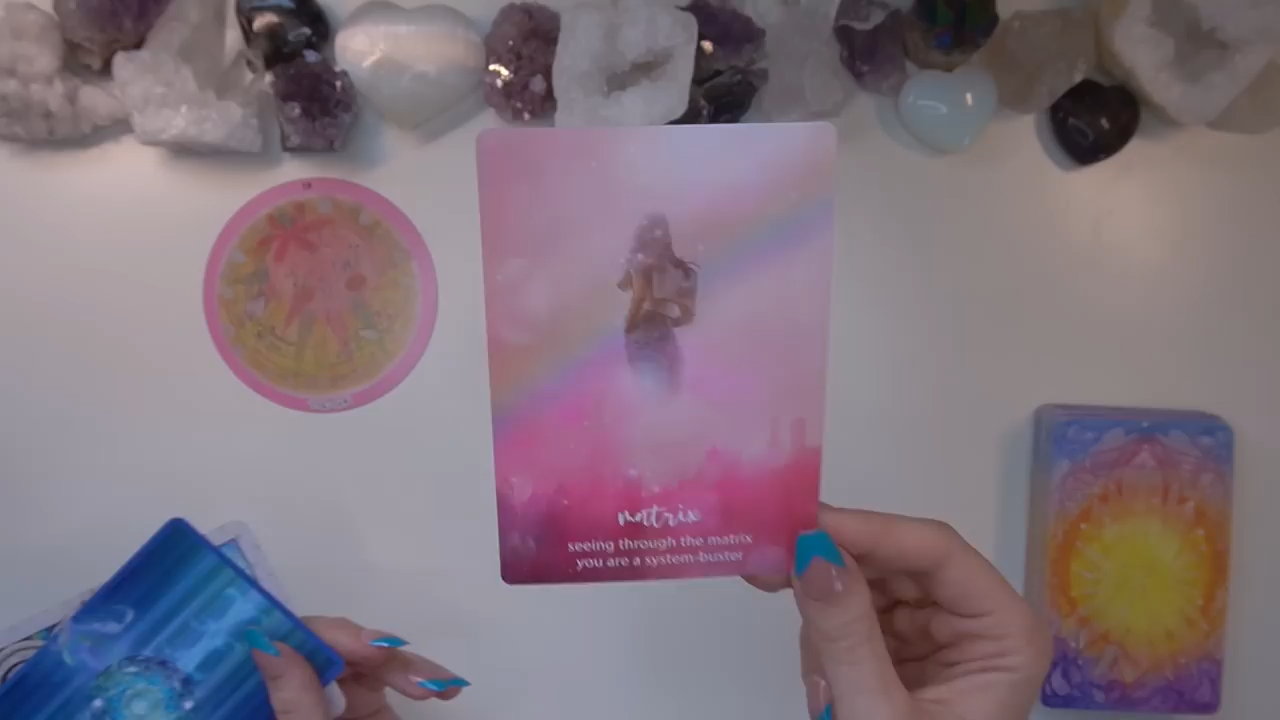 matrix
seeing through the matrix
you are a system-buster